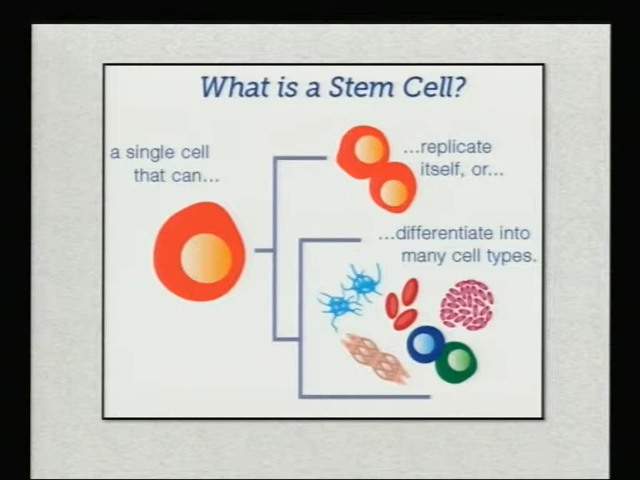 What is a Stem Cell?
a single cell
that can...
...replicate
itself, or...
...differentiate into
many cell types.